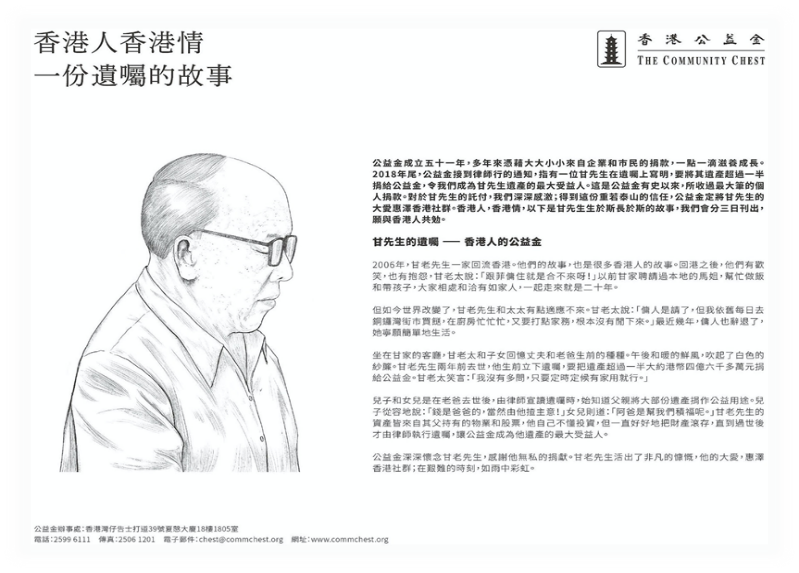 香港人香港情
一份遺囑的故事
香港公益金
THE COMMUNITY CHEST
公益金成立五十一年，多年來憑藉大大小小來自企業和市民的捐款，一點一滴滋養成長。
2018年尾，公益金接到律師行的通知，指有一位甘先生在遺囑上寫明，要將其遺產超過一半
捐給公益金，令我們成為甘先生遺產的最大受益人。這是公益金有史以來，所收過最大筆的個
人捐款。對於甘先生的託付，我們深深感激；得到這份重若泰山的信任，公益金定將甘先生的
大愛惠澤香港社群。香港人，香港情，以下是甘先生生於斯長於斯的故事，我們會分三日刊出，
願與香港人共勉。
甘先生的遺囑 —— 香港人的公益金
2006年，甘老先生一家回流香港。他們的故事，也是很多香港人的故事。回港之後，他們有歡
笑，也有抱怨，甘老太說：「跟菲傭住就是合不來呀！」以前甘家聘請過本地的馬姐，幫忙做飯
和帶孩子，大家相處和洽有如家人，一起走來就是二十年。
但如今世界改變了，甘老先生和太太有點適應不來。甘老太說：「傭人是請了，但我依舊每日去
銅鑼灣街市買餸，在廚房忙忙忙，又要打點家務，根本沒有閒下來。」最近幾年，傭人也辭退了，
她寧願簡單地生活。
坐在甘家的客廳，甘老太和子女回憶丈夫和老爸生前的種種。午後和暖的鮮風，吹起了白色的
紗簾。甘老先生兩年前去世，他生前立下遺囑，要把遺產超過一半大約港幣四億六千多萬元捐
給公益金。甘老太笑言：「我沒有多問，只要定時定候有家用就行。」
兒子和女兒是在老爸去世後，由律師宣讀遺囑時，始知道父親將大部份遺產捐作公益用途。兒
子從容地說：「錢是爸爸的，當然由他揸主意！」女兒則道：「阿爸是幫我們積福呢。」甘老先生的
資產皆來自其父持有的物業和股票，他自己不懂投資，但一直好好地把財產滾存，直到過世後
才由律師執行遺囑，讓公益金成為他遺產的最大受益人。
公益金深深懷念甘老先生，感謝他無私的捐獻。甘老先生活出了非凡的慷慨，他的大愛，惠澤
香港社群；在艱難的時刻，如雨中彩虹。
公益金辦事處：香港灣仔告士打道39號夏愨大廈18樓1805室
電話：2599 6111 傳真：2506 1201 電子郵件：chest@commchest.org 網址：www.commchest.org